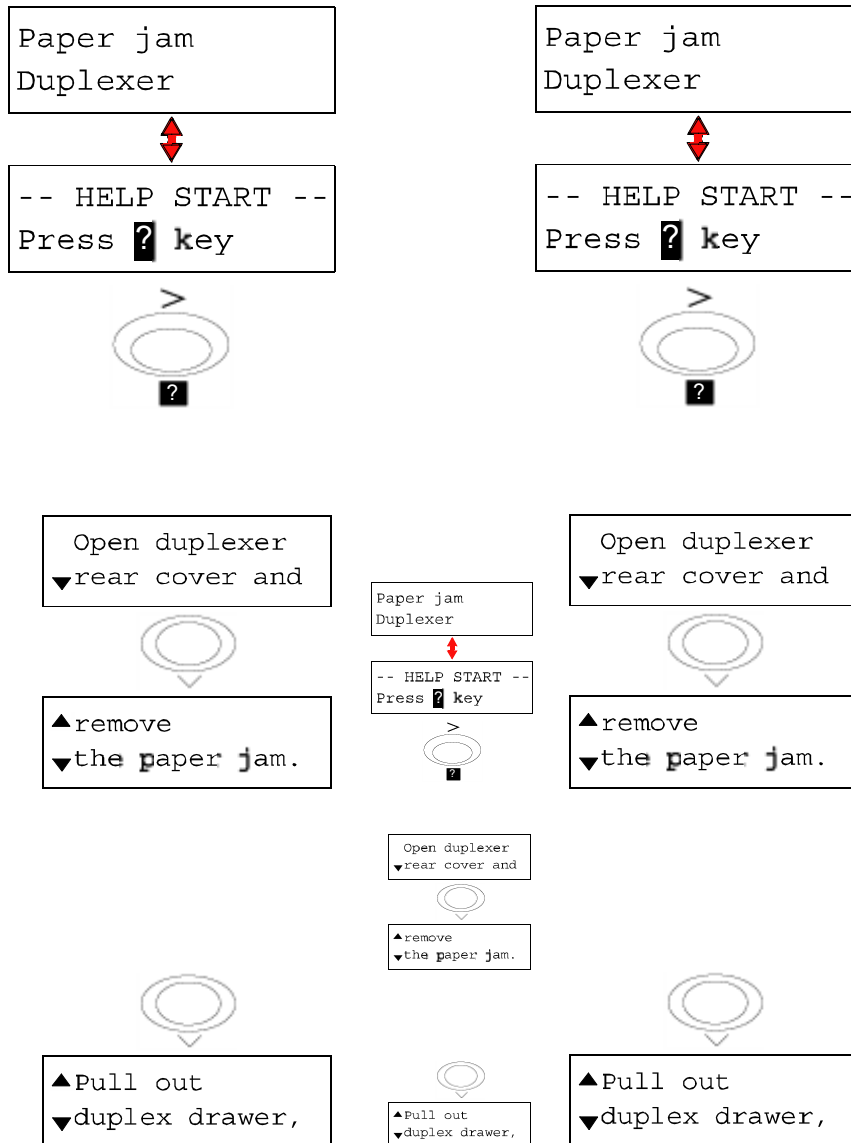 Paper jam
Duplexer
-- HELP START --
Press ? key
>
?
Open duplexer
▼rear cover and
▲remove
▼the paper jam.
▲Pull out
▼duplex drawer,
Paper jam
Duplexer
-- HELP START --
Press ? key
>
?
Open duplexer
▼rear cover and
▲remove
▼the paper jam.
▲Pull out
▼duplex drawer,
Paper jam
Duplexer
-- HELP START --
Press ? key
>
?
Open duplexer
▼rear cover and
▲remove
▼the paper jam.
▲Pull out
▼duplex drawer,